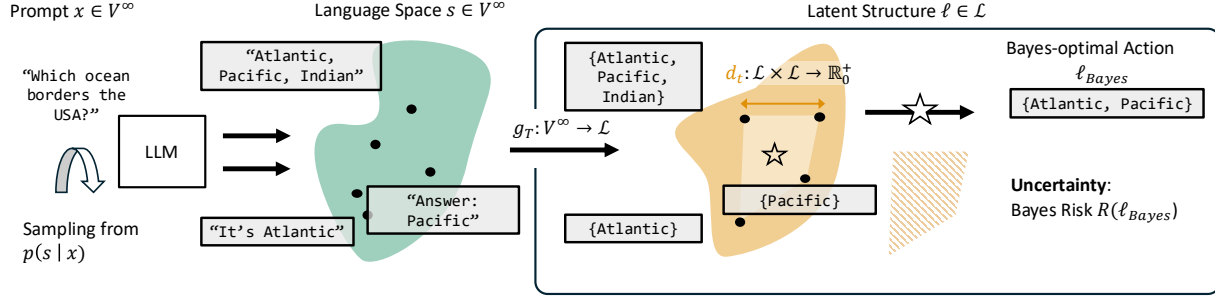 Prompt x ∈ V^∞
Language Space s ∈ V^∞
Latent Structure ℓ ∈ ℒ
“Which ocean
borders the
USA?”
LLM
Sampling from
p(s | x)
“Atlantic,
Pacific, Indian”
“It’s Atlantic”
“Answer:
Pacific”
g_T: V^∞ → ℒ
{Atlantic,
Pacific,
Indian}
{Atlantic}
d_t: ℒ × ℒ → ℝ₀⁺
{Pacific}
Bayes-optimal Action
ℓ_Bayes
{Atlantic, Pacific}
Uncertainty:
Bayes Risk R(ℓ_Bayes)